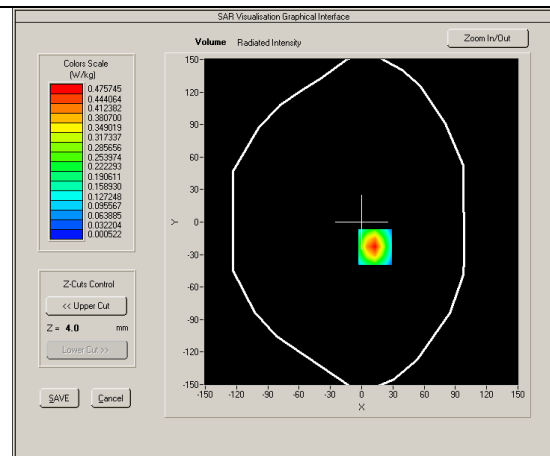 SAR Visualisation Graphical Interface
Volume Radiated Intensity
Zoom In/Out
Colors Scale
(W/kg)
0.475745
0.444064
0.412382
0.380700
0.349019
0.317337
0.285656
0.253974
0.222293
0.190611
0.158930
0.127248
0.095567
0.063885
0.032204
0.000522
Z-Cuts Control
<< Upper Cut
Z = 4.0 mm
Lower Cut >>
SAVE Cancel
150
120
90
60
30
0
-30
-60
-90
-120
-150
Y
-150 -120 -90 -60 -30 0 30 60 90 120 150
X